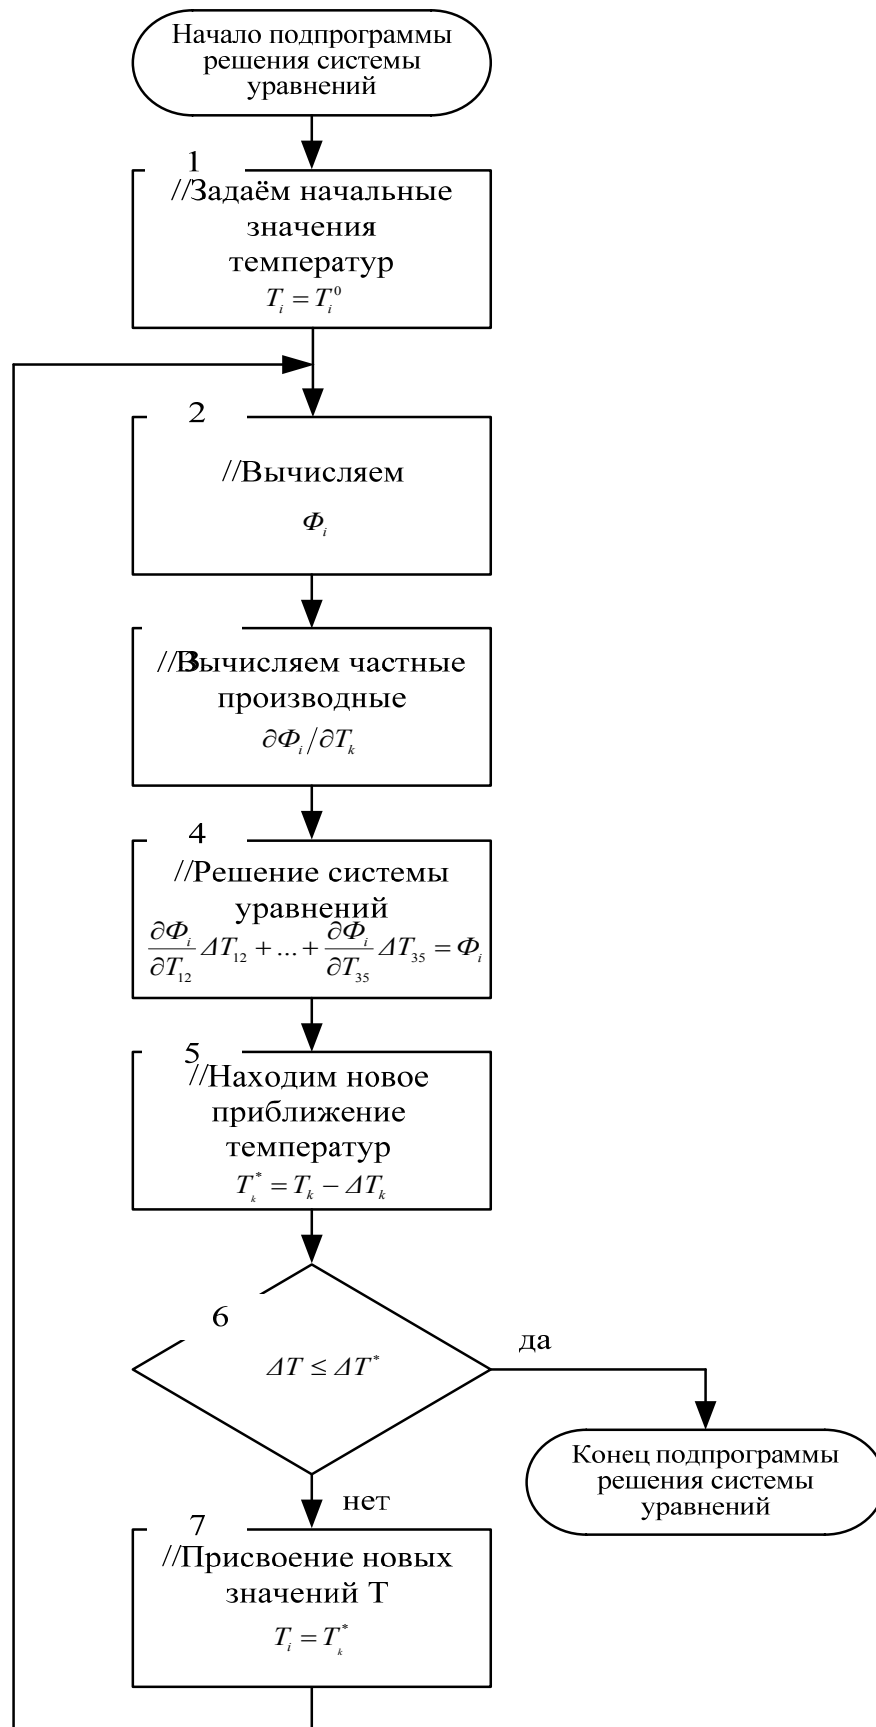 Начало подпрограммы
решения системы
уравнений
1
//Задаём начальные
значения
температур
T_i = T_i^0
2
//Вычисляем
Φ_i
3
//Вычисляем частные
производные
∂Φ_i/∂T_k
4
//Решение системы
уравнений
∂Φ_i/∂T_12 ΔT_12 + ... + ∂Φ_i/∂T_35 ΔT_35 = Φ_i
5
//Находим новое
приближение
температур
T_k^* = T_k − ΔT_k
6
ΔT ≤ ΔT^*
да
Конец подпрограммы
решения системы
уравнений
нет
7
//Присвоение новых
значений Т
T_i = T_k^*